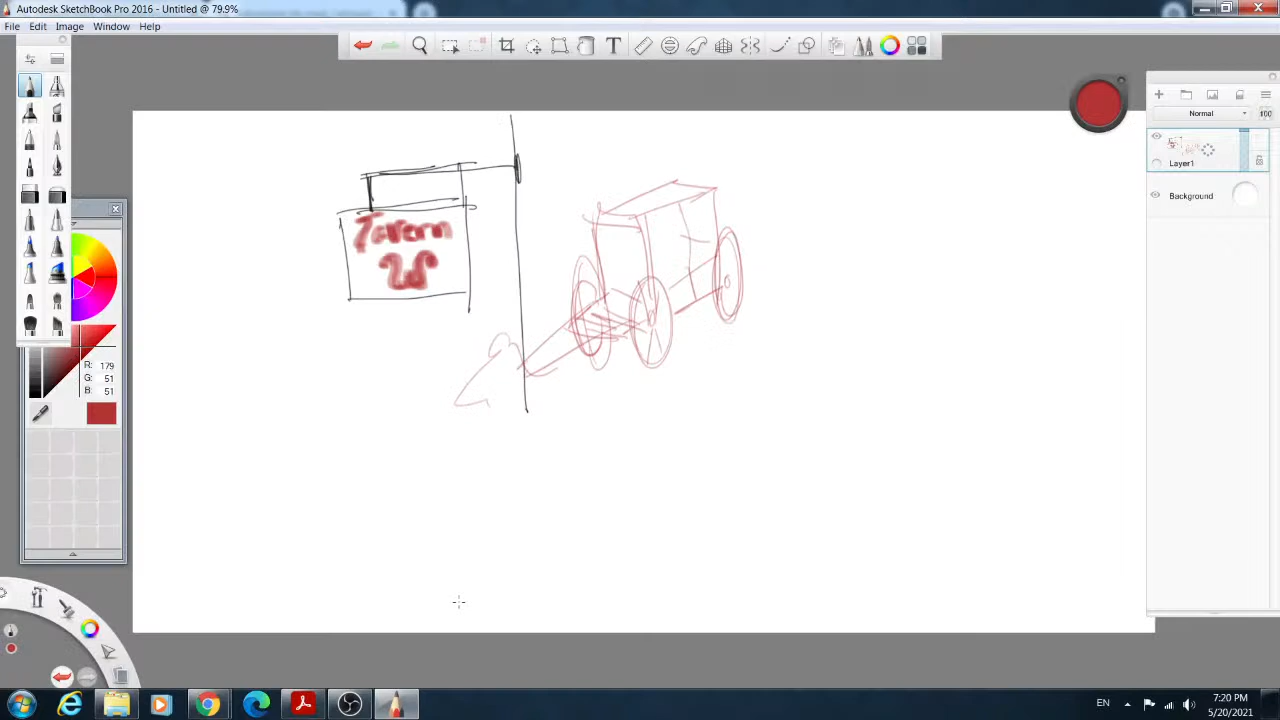 Autodesk SketchBook Pro 2016 - Untitled @ 79.9%
File Edit Image Window Help
Normal 100
Layer1
Background
Tavern
R: 179
G: 51
B: 51
EN
7:20 PM
5/20/2021